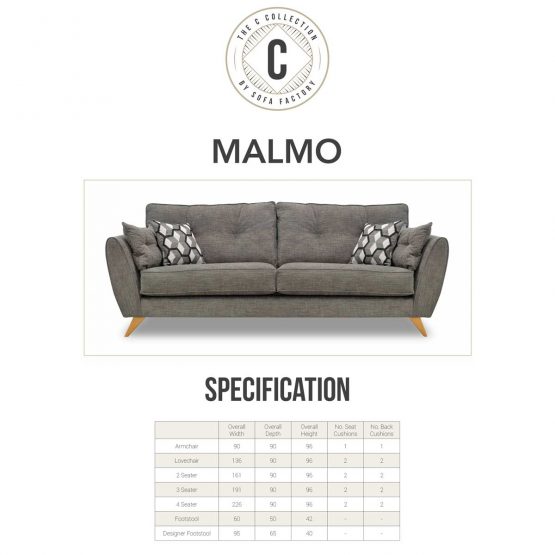 THE C COLLECTION
C
BY SOFA FACTORY
MALMO
SPECIFICATION
Overall Width Overall Depth Overall Height No. Seat Cushions No. Back Cushions
Armchair 90 90 96 1 1
Lovechair 136 90 96 2 2
2 Seater 161 90 96 2 2
3 Seater 191 90 96 2 2
4 Seater 226 90 96 2 2
Footstool 60 50 42 - -
Designer Footstool 95 65 40 - -